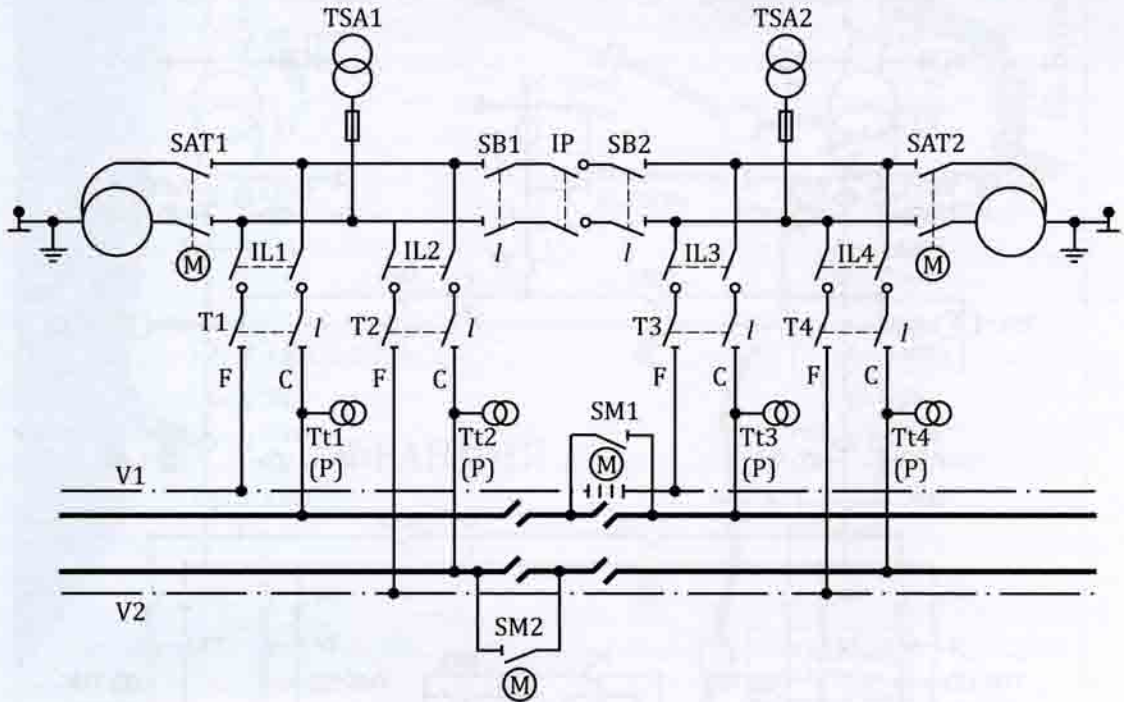 TSA1 TSA2
SAT1 SB1 IP SB2 SAT2
M IL1 IL2 l l IL3 IL4 M
T1 l T2 l T3 l T4 l
F C F C F C F C
SM1
Tt1 Tt2 Tt3 Tt4
(P) (P) M (P) (P)
V1
V2
SM2
M